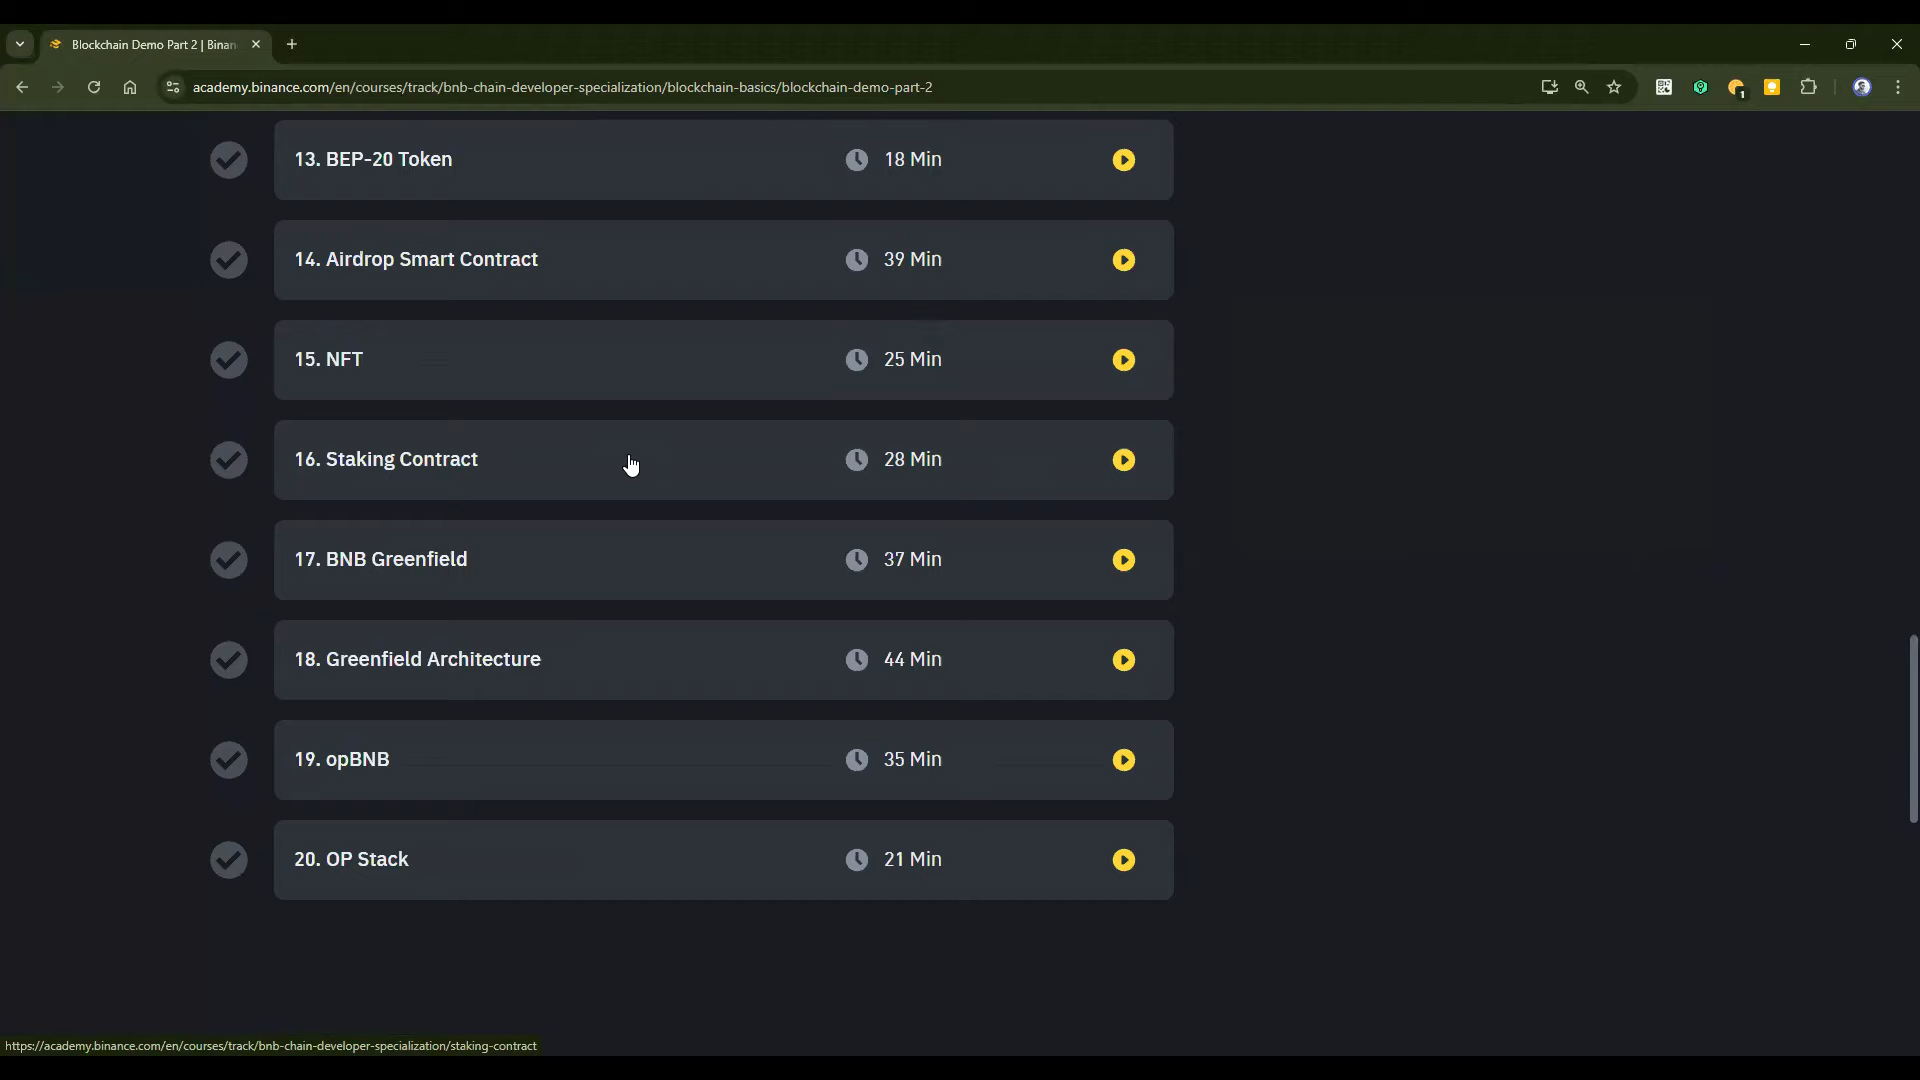 Blockchain Demo Part 2 | Binan
academy.binance.com/en/courses/track/bnb-chain-developer-specialization/blockchain-basics/blockchain-demo-part-2
1
13. BEP-20 Token 18 Min
14. Airdrop Smart Contract 39 Min
15. NFT 25 Min
16. Staking Contract 28 Min
17. BNB Greenfield 37 Min
18. Greenfield Architecture 44 Min
19. opBNB 35 Min
20. OP Stack 21 Min
https://academy.binance.com/en/courses/track/bnb-chain-developer-specialization/staking-contract